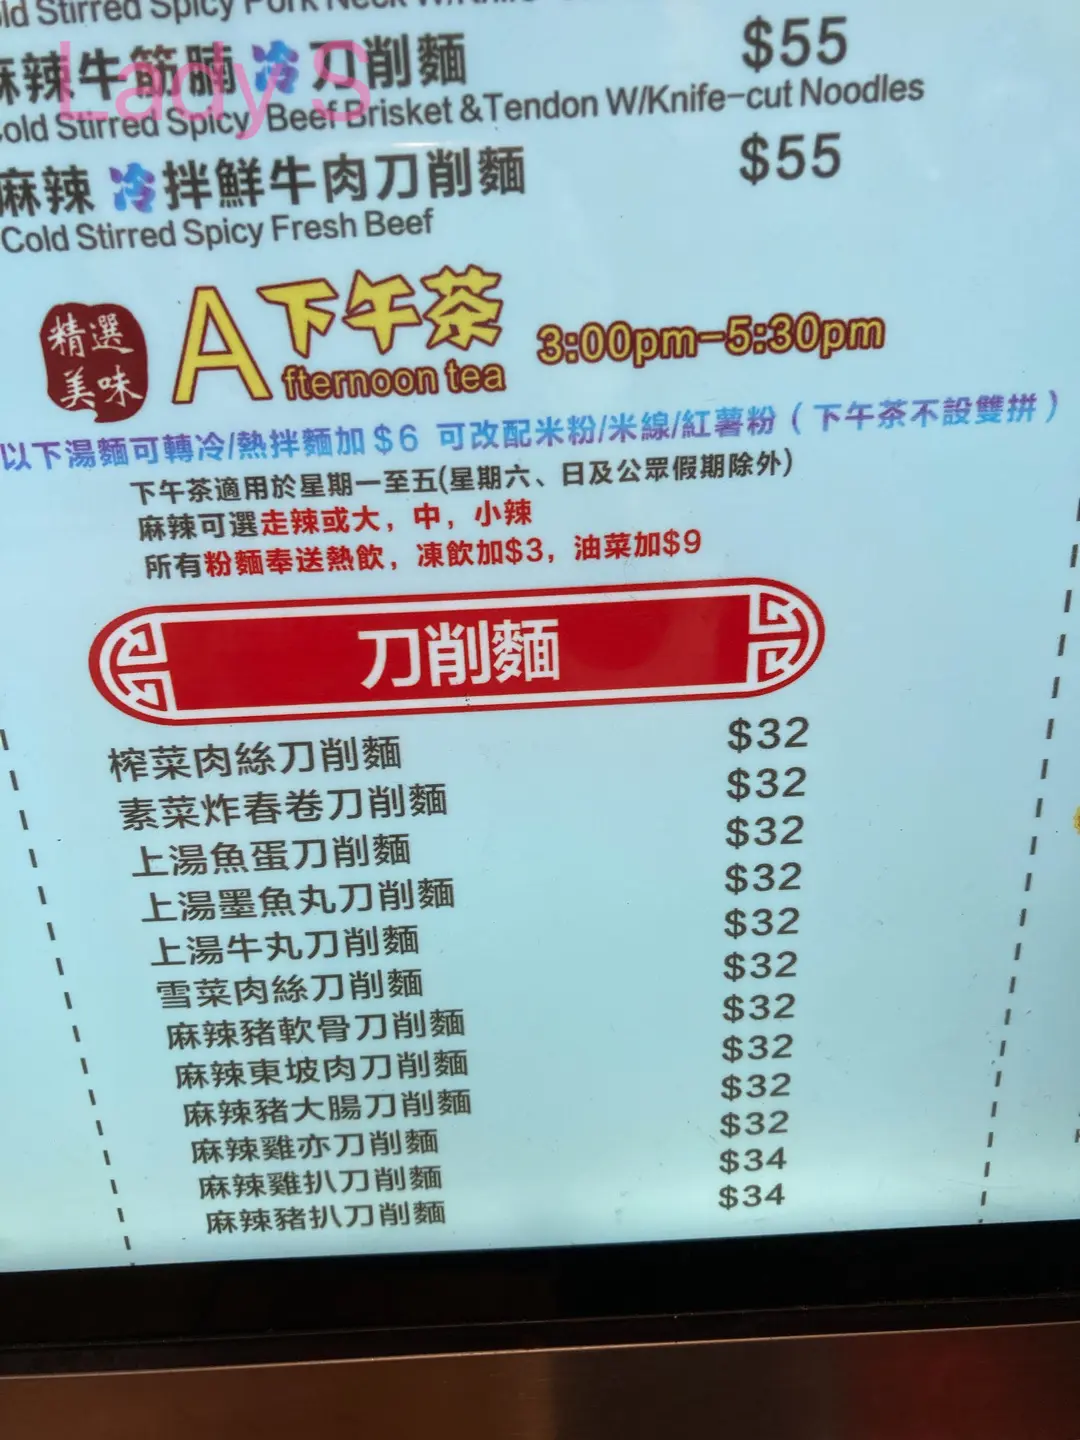 Cold Stirred Spicy Pork Neck W/Knife-
麻辣牛筋腩冷刀削麵 $55
Cold Stirred Spicy Beef Brisket &Tendon W/Knife-cut Noodles
麻辣冷拌鮮牛肉刀削麵 $55
Cold Stirred Spicy Fresh Beef
Lady S
精選
美味
A下午茶
fternoon tea
3:00pm-5:30pm
以下湯麵可轉冷/熱拌麵加$6 可改配米粉/米線/紅薯粉（下午茶不設雙拼）
下午茶適用於星期一至五(星期六、日及公眾假期除外)
麻辣可選走辣或大，中，小辣
所有粉麵奉送熱飲，凍飲加$3，油菜加$9
刀削麵
榨菜肉絲刀削麵 $32
素菜炸春卷刀削麵 $32
上湯魚蛋刀削麵 $32
上湯墨魚丸刀削麵 $32
上湯牛丸刀削麵 $32
雪菜肉絲刀削麵 $32
麻辣豬軟骨刀削麵 $32
麻辣東坡肉刀削麵 $32
麻辣豬大腸刀削麵 $32
麻辣雞亦刀削麵 $32
麻辣雞扒刀削麵 $34
麻辣豬扒刀削麵 $34